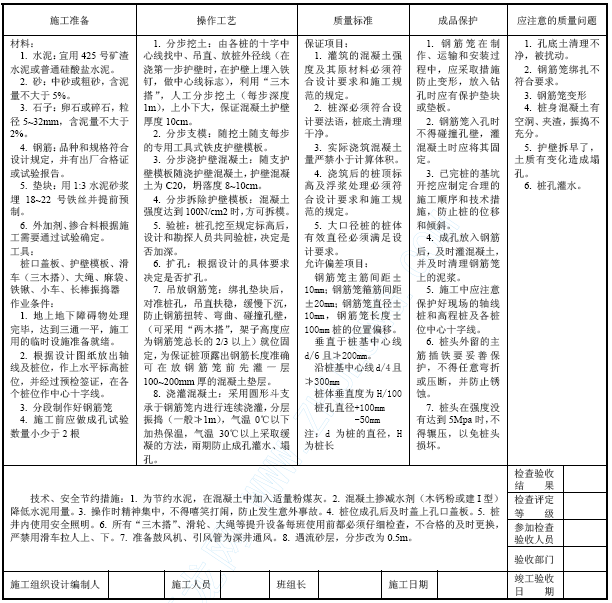 施工准备
操作工艺
质量标准
成品保护
应注意的质量问题
材料：
1. 水泥：宜用 425 号矿渣
水泥或普通硅酸盐水泥。
2. 砂：中砂或粗砂，含泥
量不大于 5%。
3. 石子：卵石或碎石，粒
径 5~32mm，含泥量不大于
2%。
4. 钢筋：品种和规格符合
设计规定，并有出厂合格证
或试验报告。
5. 垫块：用 1:3 水泥砂浆
埋 18~22 号铁丝并提前预
制。
6. 外加剂、掺合料根据施
工需要通过试验确定。
工具：
桩口盖板、护壁模板、滑
车（三木搭）、大绳、麻袋、
铁锹、小车、长棒振捣器
作业条件：
1. 地上地下障碍物处理
完毕，达到三通一平，施工
用的临时设施准备就绪。
2. 根据设计图纸放出轴
线及桩位，作上水平标高桩
位，并经过预检签证，在各
个桩位作中心十字线。
3. 分段制作好钢筋笼
4. 施工前应做成孔试验
数量小少于 2 根
1. 分步挖土：由各桩的十字中
心线找中、吊直、放桩外径线（在
浇第一步护壁时，在护壁上埋入铁
钉，做中心线标志），利用“三木
搭”，人工分步挖土（每步深度
1m），上小下大，保证混凝土护壁
厚度 10cm。
2. 分步支模：随挖土随支每步
的专用工具式铁皮护壁模板。
3. 分步浇护壁混凝土：随支护
壁模板随浇护壁混凝土，护壁混凝
土为 C20，坍落度 8~10cm。
4. 分步拆除护壁模板：混凝土
强度达到 100N/cm2 时，方可拆模。
5. 验桩：桩孔挖至规定标高后，
设计和勘探人员共同验桩，决定是
否加深。
6. 扩孔：根据设计的具体要求
决定是否扩孔。
7. 吊放钢筋笼：绑扎垫块后，
对准桩孔，吊直扶稳，缓慢下沉，
防止钢筋扭转、弯曲、碰撞孔壁，
（可采用“两木搭”，架子高度应
为钢筋笼总长的 2/3 以上）就位固
定，为保证桩顶露出钢筋长度准确
可在放钢筋笼前先灌一层
100~200mm 厚的混凝土垫层。
8. 浇灌混凝土：采用圆形斗支
承于钢筋笼内进行连续浇灌，分层
振捣（一般≯1m），气温 0℃以下
加热保温，气温 30℃以上采取缓
凝的方法，雨期防止成孔灌水、塌
孔。
保证项目：
1. 灌筑的混凝土强
度及其原材料必须符
合设计要求和施工规
范的规定。
2. 桩深必须符合设
计要法语，桩底土清理
干净。
3. 实际浇筑混凝土
量严禁小于计算体积。
4. 浇筑后的桩顶标
高及浮浆处理必须符
合设计要求和施工规
范的规定。
5. 大口径桩的桩体
有效直径必须满足设
计要求。
允许偏差项目：
钢筋笼主筋间距±
10mm；钢筋笼箍筋间距
±20mm；钢筋笼直径±
10mm，钢筋笼长度±
100mm 桩的位置偏移。
垂直于桩基中心线
d/6 且≯200mm。
沿桩基中心线 d/4 且
≯300mm
桩体垂直度为 H/100
桩孔直径+100mm
−50mm
注：d 为桩的直径，H
为桩长
1. 钢筋笼在制
作、运输和安装过
程中，应采取措施
防止变形，放入钻
孔时应有保护垫块
或垫板。
2. 钢筋笼入孔时
不得碰撞孔壁，灌
混凝土时应将其固
定。
3. 已完桩的基坑
开挖应制定合理的
施工顺序和技术措
施，防止桩的位移
和倾斜。
4. 成孔放入钢筋
后，及时灌混凝土，
并及时清理钢筋笼
上的泥浆。
5. 施工中应注意
保护好现场的轴线
桩和高程桩及各桩
位中心十字线。
6. 桩头外留的主
筋插铁要妥善保
护，不得任意弯折
或压断，并防止锈
蚀。
7. 桩头在强度没
有达到 5Mpa 时，不
得辗压，以免桩头
损坏。
1. 孔底土清理不
净，被扰动。
2. 钢筋笼绑扎不
符合要求。
3. 钢筋笼变形
4. 桩身混凝土有
空洞、夹渣，振捣不
充分。
5. 护壁拆早了，
土质有变化造成塌
孔。
6. 桩孔灌水。
技术、安全节约措施：1. 为节约水泥，在混凝土中加入适量粉煤灰。2. 混凝土掺减水剂（木钙粉或建 I 型）
降低水泥用量。3. 操作时精神集中，不得嘻笑打闹，防止发生意外事故。4. 桩位成孔后及时盖上孔口盖板。5. 桩
井内使用安全照明。6. 所有“三木搭”、滑轮、大绳等提升设备每班使用前都必须仔细检查，不合格的及时更换，
严禁用滑车拉人上、下。7. 准备鼓风机、引风管为深井通风。8. 遇流砂层，分步改为 0.5m。
检查验收
结 果
检查评定
等 级
参加检查
验收人员
验收部门
施工组织设计编制人
施工人员
班组长
施工日期
竣工验收
日 期